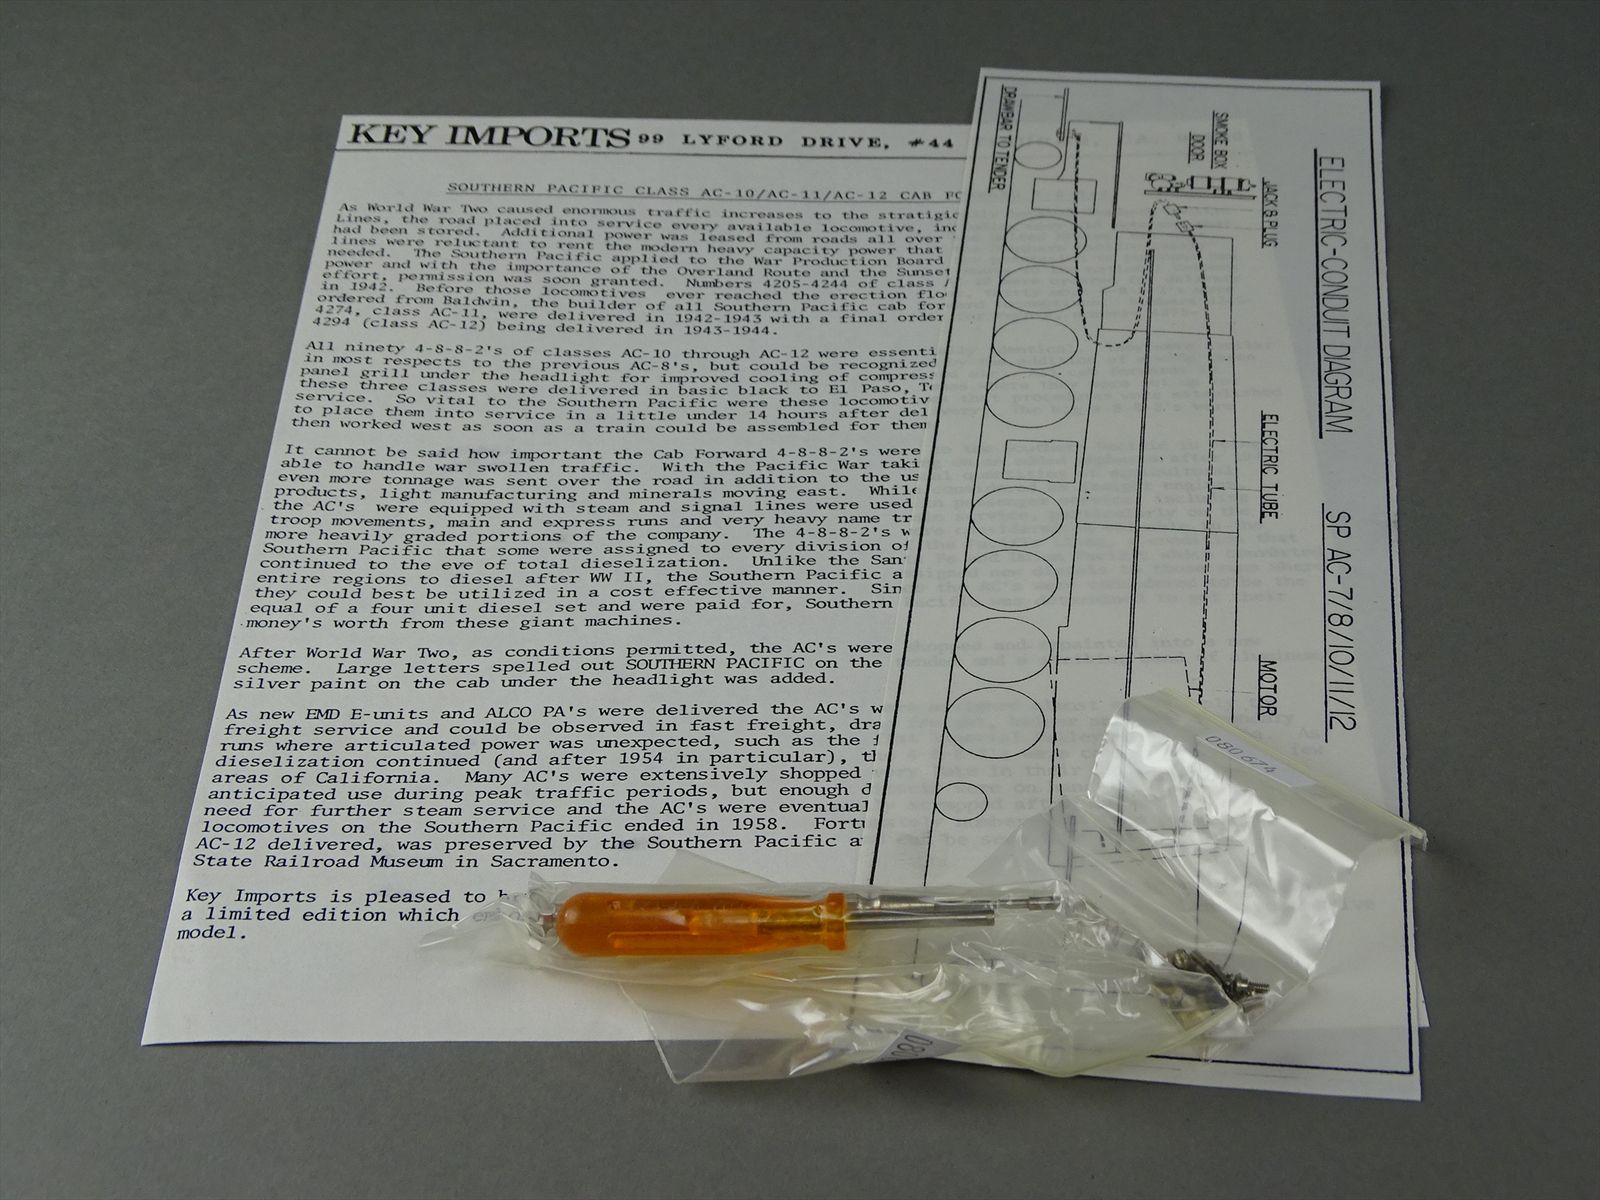 KEY IMPORTS 99 LYFORD DRIVE, #44
SOUTHERN PACIFIC CLASS AC-10/AC-11/AC-12 CAB
As World War Two caused enormous traffic increases to the stratigic
Lines, the road placed into service every available locomotive,
had been stored. Additional power was leased from roads all over
lines were reluctant to rent the modern heavy capacity power that
needed. The Southern Pacific applied to the War Production Board
power and with the importance of the Overland Route and the Sunset
effort, permission was soon granted. Numbers 4205-4244 of class
in 1942. Before those locomotives ever reached the erection
ordered from Baldwin, the builder of all Southern Pacific cab
4274, class AC-11, were delivered in 1942-1943 with a final order
4294 (class AC-12) being delivered in 1943-1944.
All ninety 4-8-8-2's of classes AC-10 through AC-12 were
in most respects to the previous AC-8's, but could be recognized
panel grill under the headlight for improved cooling of
these three classes were delivered in basic black to El Paso,
service. So vital to the Southern Pacific were these
to place them into service in a little under 14 hours after
then worked west as soon as a train could be assembled for
It cannot be said how important the Cab Forward 4-8-8-2's were
able to handle war swollen traffic. With the Pacific War
even more tonnage was sent over the road in addition to the
products, light manufacturing and minerals moving east. While
the AC's were equipped with steam and signal lines were used
troop movements, main and express runs and very heavy name
more heavily graded portions of the company. The 4-8-8-2's
Southern Pacific that some were assigned to every division of
continued to the eve of total dieselization. Unlike the
entire regions to diesel after WW II, the Southern Pacific
they could best be utilized in a cost effective manner.
equal of a four unit diesel set and were paid for, Southern
money's worth from these giant machines.
After World War Two, as conditions permitted, the AC's were
scheme. Large letters spelled out SOUTHERN PACIFIC on the
silver paint on the cab under the headlight was added.
As new EMD E-units and ALCO PA's were delivered the AC's
freight service and could be observed in fast freight,
runs where articulated power was unexpected, such as the
dieselization continued (and after 1954 in particular),
areas of California. Many AC's were extensively shopped
anticipated use during peak traffic periods, but enough
need for further steam service and the AC's were
locomotives on the Southern Pacific ended in 1958.
AC-12 delivered, was preserved by the Southern Pacific
State Railroad Museum in Sacramento.
Key Imports is pleased to
a limited edition which
model.
ELECTRIC-CONDUIT DIAGRAM SP AC-7/8/10/11/12
SMOKE BOX
DOOR
JACK & PLUG
ELECTRIC TUBE
MOTOR
DRAWBAR TO TENDER
080674